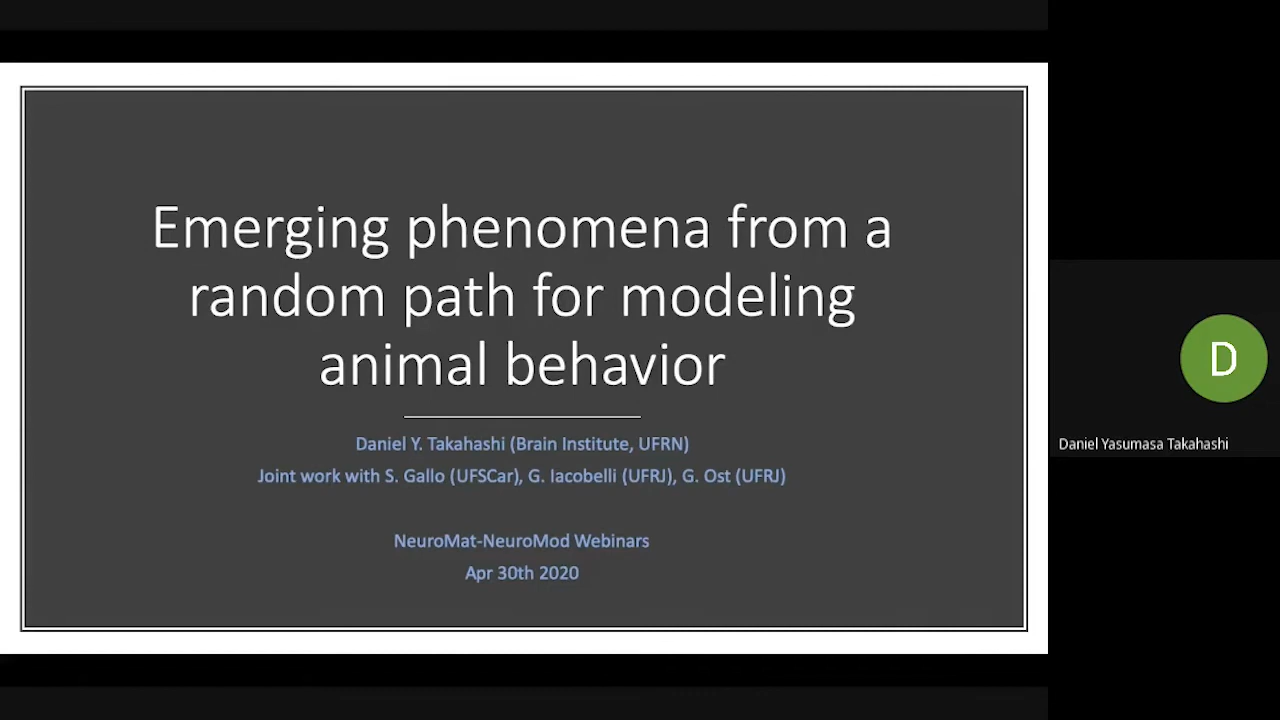 Emerging phenomena from a
random path for modeling
animal behavior
Daniel Y. Takahashi (Brain Institute, UFRN)
Joint work with S. Gallo (UFSCar), G. Iacobelli (UFRJ), G. Ost (UFRJ)
NeuroMat-NeuroMod Webinars
Apr 30th 2020
D
Daniel Yasumasa Takahashi